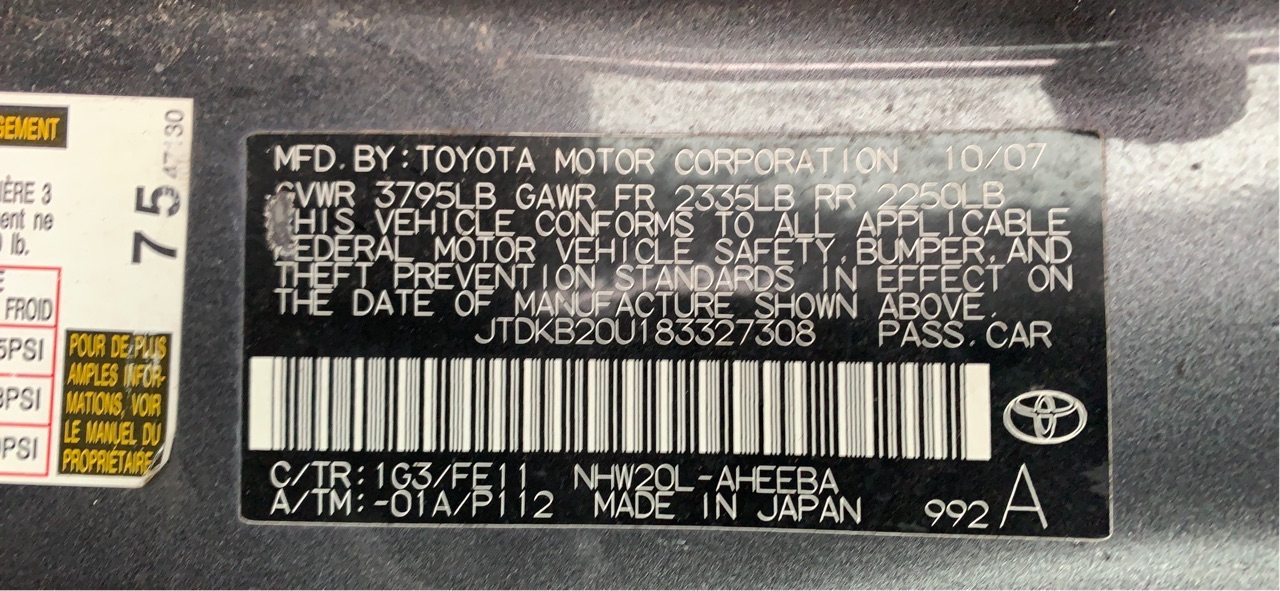 GEMENT
IÈRE 3
ent ne
lb.
FROID
5PSI
PSI
PSI
POUR DE PLUS
AMPLES INFOR-
MATIONS, VOIR
LE MANUEL DU
PROPRIÉTAIRE
75
MFD. BY: TOYOTA MOTOR CORPORATION 10/07
GVWR 3795LB GAWR FR 2335LB RR 2250LB
THIS VEHICLE CONFORMS TO ALL APPLICABLE
FEDERAL MOTOR VEHICLE SAFETY, BUMPER, AND
THEFT PREVENTION STANDARDS IN EFFECT ON
THE DATE OF MANUFACTURE SHOWN ABOVE.
JTDKB20U183327308 PASS. CAR
C/TR: 1G3/FE11 NHW20L-AHEEBA
A/TM: -01A/P112 MADE IN JAPAN
992 A